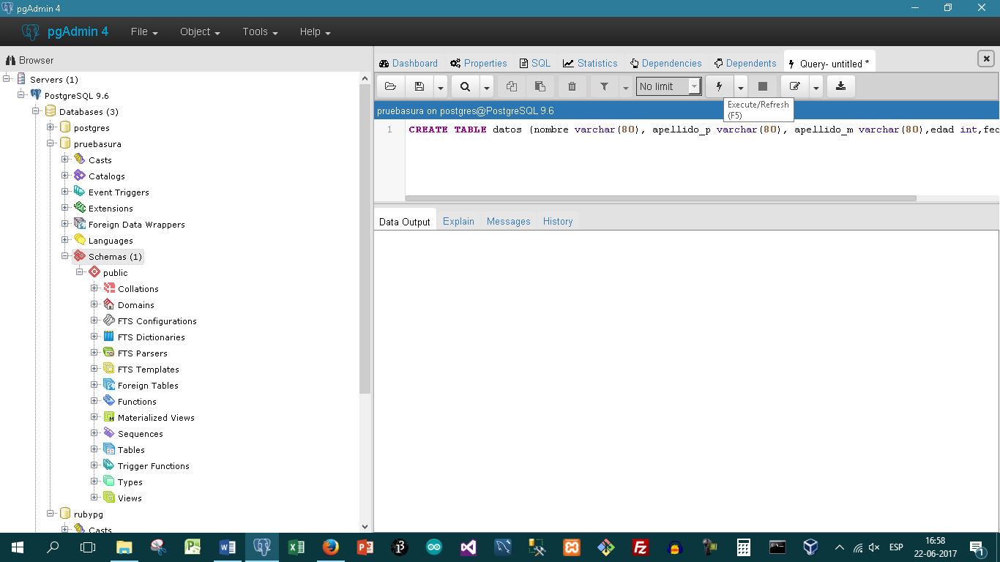 pgAdmin 4
pgAdmin 4 File Object Tools Help
Browser
Servers (1)
PostgreSQL 9.6
Databases (3)
postgres
pruebasura
Casts
Catalogs
Event Triggers
Extensions
Foreign Data Wrappers
Languages
Schemas (1)
public
Collations
Domains
FTS Configurations
FTS Dictionaries
FTS Parsers
FTS Templates
Foreign Tables
Functions
Materialized Views
Sequences
Tables
Trigger Functions
Types
Views
rubypg
Casts
Dashboard Properties SQL Statistics Dependencies Dependents Query- untitled *
No limit
Execute/Refresh
(F5)
pruebasura on postgres@PostgreSQL 9.6
1 CREATE TABLE datos (nombre varchar(80), apellido_p varchar(80), apellido_m varchar(80),edad int,fec
Data Output Explain Messages History
ESP
16:58
22-06-2017
1